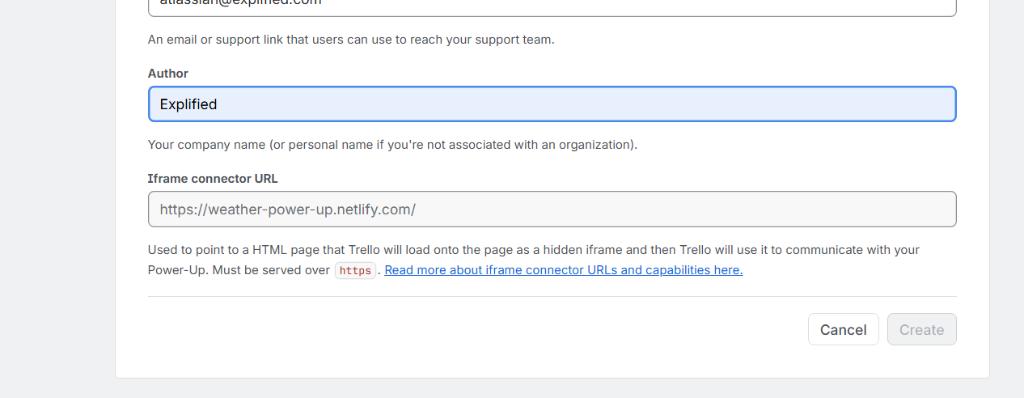 atlassian@explified.com
An email or support link that users can use to reach your support team.
Author
Explified
Your company name (or personal name if you're not associated with an organization).
Iframe connector URL
https://weather-power-up.netlify.com/
Used to point to a HTML page that Trello will load onto the page as a hidden iframe and then Trello will use it to communicate with your
Power-Up. Must be served over https. Read more about iframe connector URLs and capabilities here.
Cancel
Create